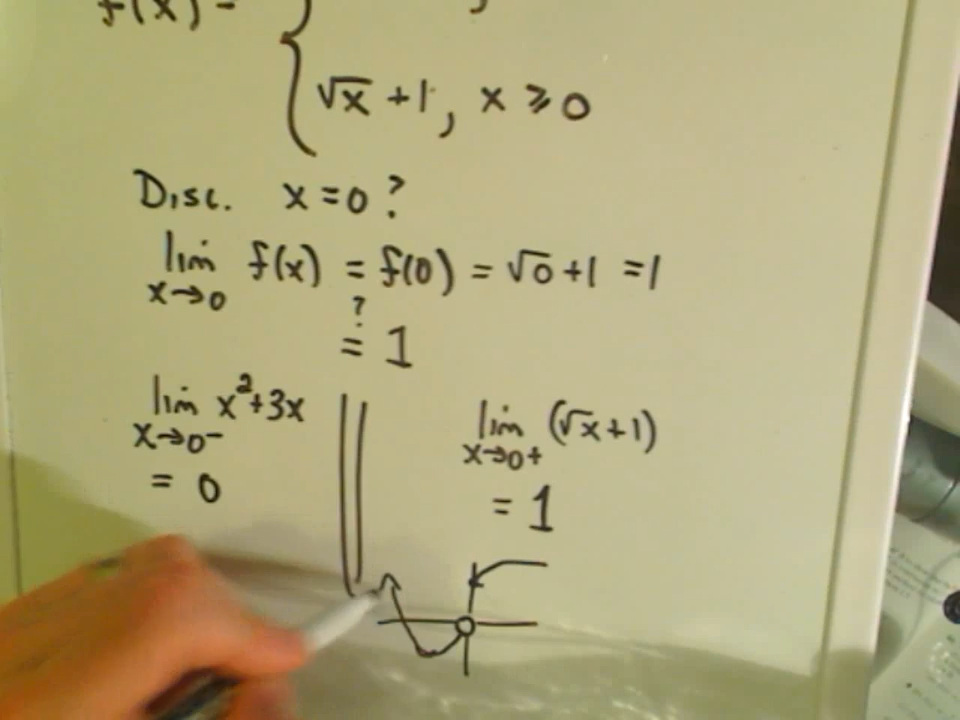 f(x) =
√x + 1, x ≥ 0
Disc. x = 0 ?
lim f(x) = f(0) = √0 + 1 = 1
x→0
? = 1
lim x²+3x
x→0⁻
= 0
lim (√x+1)
x→0+
= 1